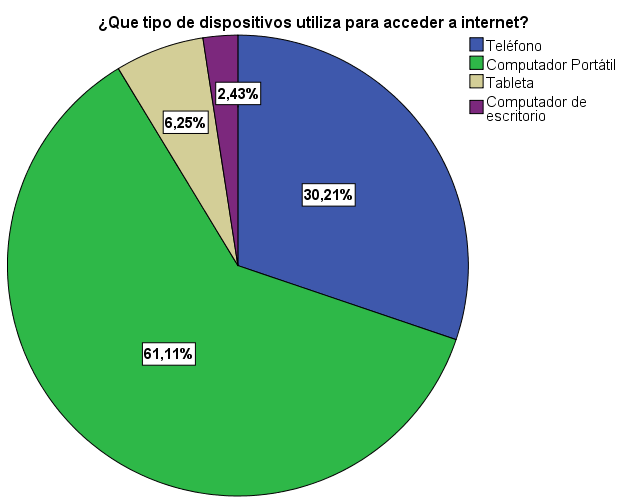 ¿Que tipo de dispositivos utiliza para acceder a internet?
Teléfono
Computador Portátil
Tableta
Computador de
escritorio
2,43%
6,25%
30,21%
61,11%